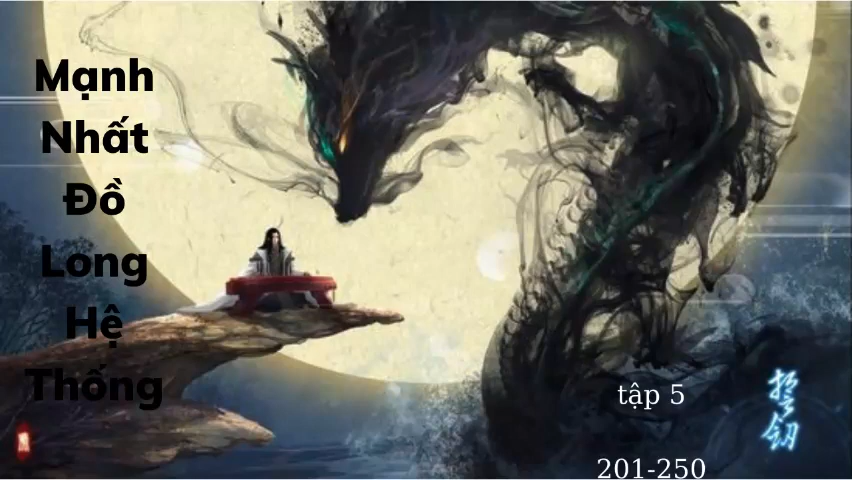 Mạnh
Nhất
Đồ
Long
Hệ
Thống
tập 5
201-250